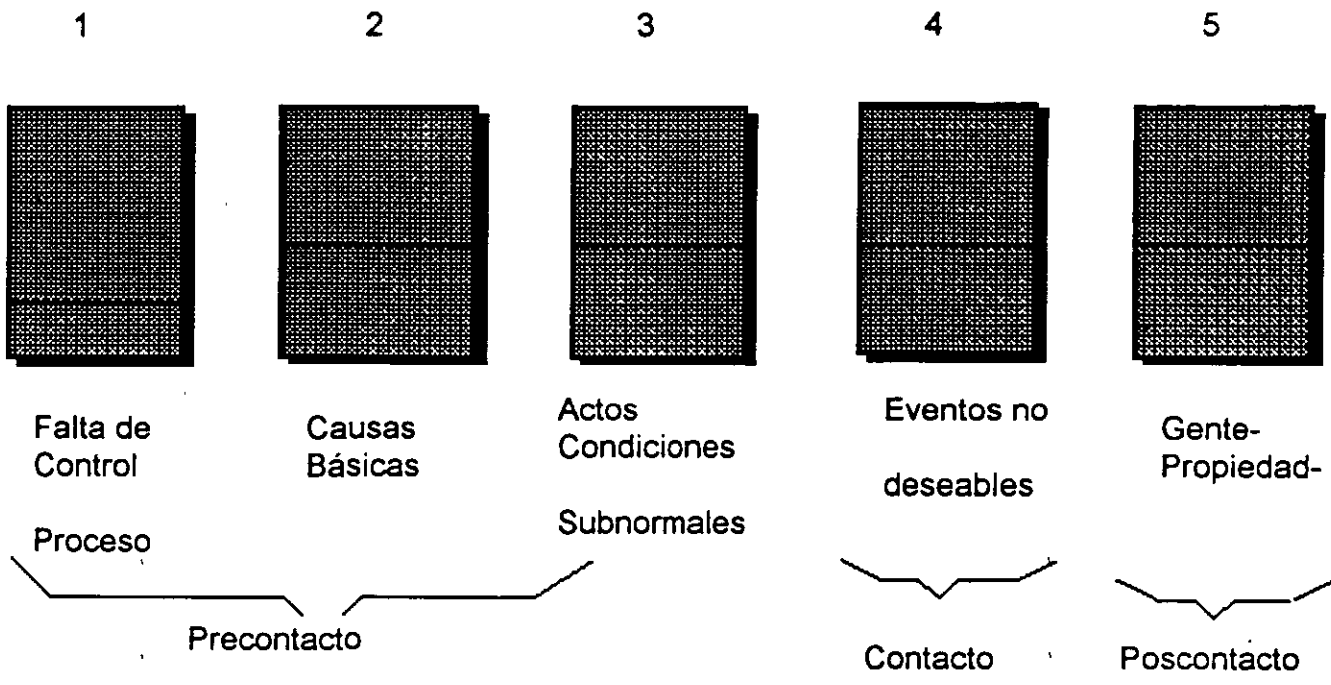 1 2 3 4 5
Falta de
Control
Proceso
Causas
Básicas
Actos
Condiciones
Subnormales
Eventos no
deseables
Gente-
Propiedad-
Precontacto
Contacto
Poscontacto